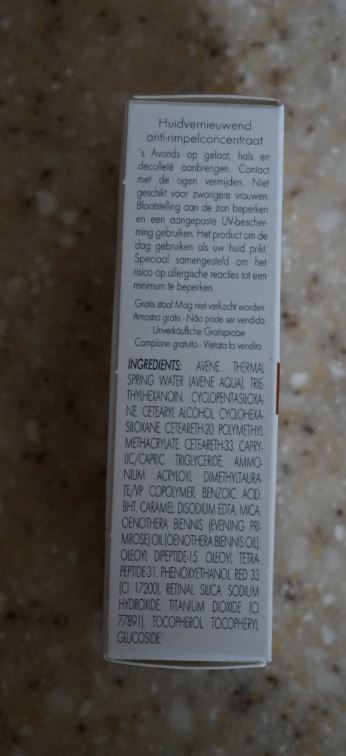 Huidvernieuwend
anti-rimpelconcentraat
's Avonds op gelaat, hals en
decolleté aanbrengen. Contact
met de ogen vermijden. Niet
geschikt voor zwangere vrouwen.
Blootstelling aan de zon beperken
en een aangepaste UV-bescher-
ming gebruiken. Het product om de
dag gebruiken als uw huid prikt.
Speciaal samengesteld om het
risico op allergische reacties tot een
minimum te beperken.
Gratis staal Mag niet verkocht worden
Amostra grátis - Não pode ser vendida
Unverkäufliche Gratisprobe
Campione gratuito - Vietata la vendita
INGREDIENTS: AVENE THERMAL
SPRING WATER (AVENE AQUA). TRIE-
THYLHEXANOIN. CYCLOPENTASILOXA-
NE. CETEARYL ALCOHOL. CYCLOHEXA-
SILOXANE. CETEARETH-20. POLYMETHYL
METHACRYLATE. CETEARETH-33. CAPRY-
LIC/CAPRIC TRIGLYCERIDE. AMMO-
NIUM ACRYLOYL DIMETHYLTAURA-
TE/VP COPOLYMER. BENZOIC ACID.
BHT. CARAMEL. DISODIUM EDTA. MICA.
OENOTHERA BIENNIS (EVENING PRI-
MROSE) OIL (OENOTHERA BIENNIS OIL).
OLEOYL DIPEPTIDE-15. OLEOYL TETRA-
PEPTIDE-31. PHENOXYETHANOL. RED 33
(CI 17200). RETINAL. SILICA. SODIUM
HYDROXIDE. TITANIUM DIOXIDE (CI
77891). TOCOPHEROL. TOCOPHERYL
GLUCOSIDE.